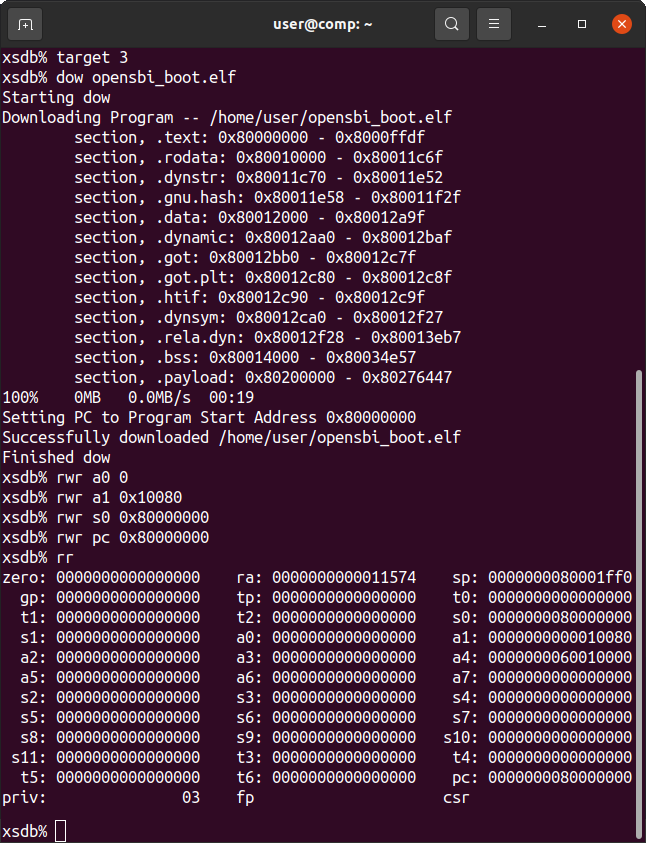 user@comp: ~
xsdb% target 3
xsdb% dow opensbi_boot.elf
Starting dow
Downloading Program -- /home/user/opensbi_boot.elf
        section, .text: 0x80000000 - 0x8000ffdf
        section, .rodata: 0x80010000 - 0x80011c6f
        section, .dynstr: 0x80011c70 - 0x80011e52
        section, .gnu.hash: 0x80011e58 - 0x80011f2f
        section, .data: 0x80012000 - 0x80012a9f
        section, .dynamic: 0x80012aa0 - 0x80012baf
        section, .got: 0x80012bb0 - 0x80012c7f
        section, .got.plt: 0x80012c80 - 0x80012c8f
        section, .htif: 0x80012c90 - 0x80012c9f
        section, .dynsym: 0x80012ca0 - 0x80012f27
        section, .rela.dyn: 0x80012f28 - 0x80013eb7
        section, .bss: 0x80014000 - 0x80034e57
        section, .payload: 0x80200000 - 0x80276447
100%    0MB   0.0MB/s  00:19
Setting PC to Program Start Address 0x80000000
Successfully downloaded /home/user/opensbi_boot.elf
Finished dow
xsdb% rwr a0 0
xsdb% rwr a1 0x10080
xsdb% rwr s0 0x80000000
xsdb% rwr pc 0x80000000
xsdb% rr
zero: 0000000000000000    ra: 0000000000011574    sp: 0000000080001ff0
  gp: 0000000000000000    tp: 0000000000000000    t0: 0000000000000000
  t1: 0000000000000000    t2: 0000000000000000    s0: 0000000080000000
  s1: 0000000000000000    a0: 0000000000000000    a1: 0000000000010080
  a2: 0000000000000000    a3: 0000000000000000    a4: 0000000060010000
  a5: 0000000000000000    a6: 0000000000000000    a7: 0000000000000000
  s2: 0000000000000000    s3: 0000000000000000    s4: 0000000000000000
  s5: 0000000000000000    s6: 0000000000000000    s7: 0000000000000000
  s8: 0000000000000000    s9: 0000000000000000   s10: 0000000000000000
 s11: 0000000000000000    t3: 0000000000000000    t4: 0000000000000000
  t5: 0000000000000000    t6: 0000000000000000    pc: 0000000080000000
priv:               03    fp                     csr
xsdb%